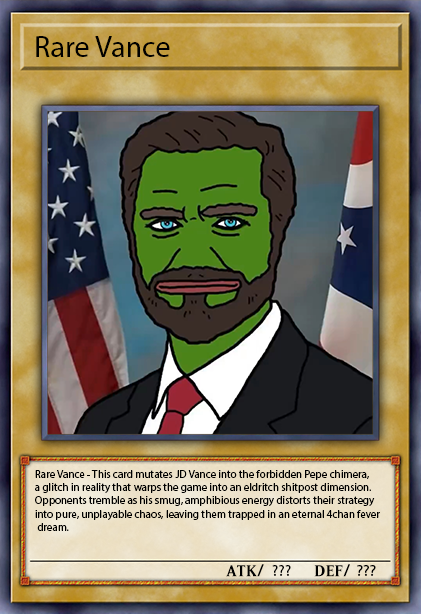 Rare Vance
Rare Vance - This card mutates JD Vance into the forbidden Pepe chimera,
a glitch in reality that warps the game into an eldritch shitpost dimension.
Opponents tremble as his smug, amphibious energy distorts their strategy
into pure, unplayable chaos, leaving them trapped in an eternal 4chan fever
dream.
ATK/ ??? DEF/ ???